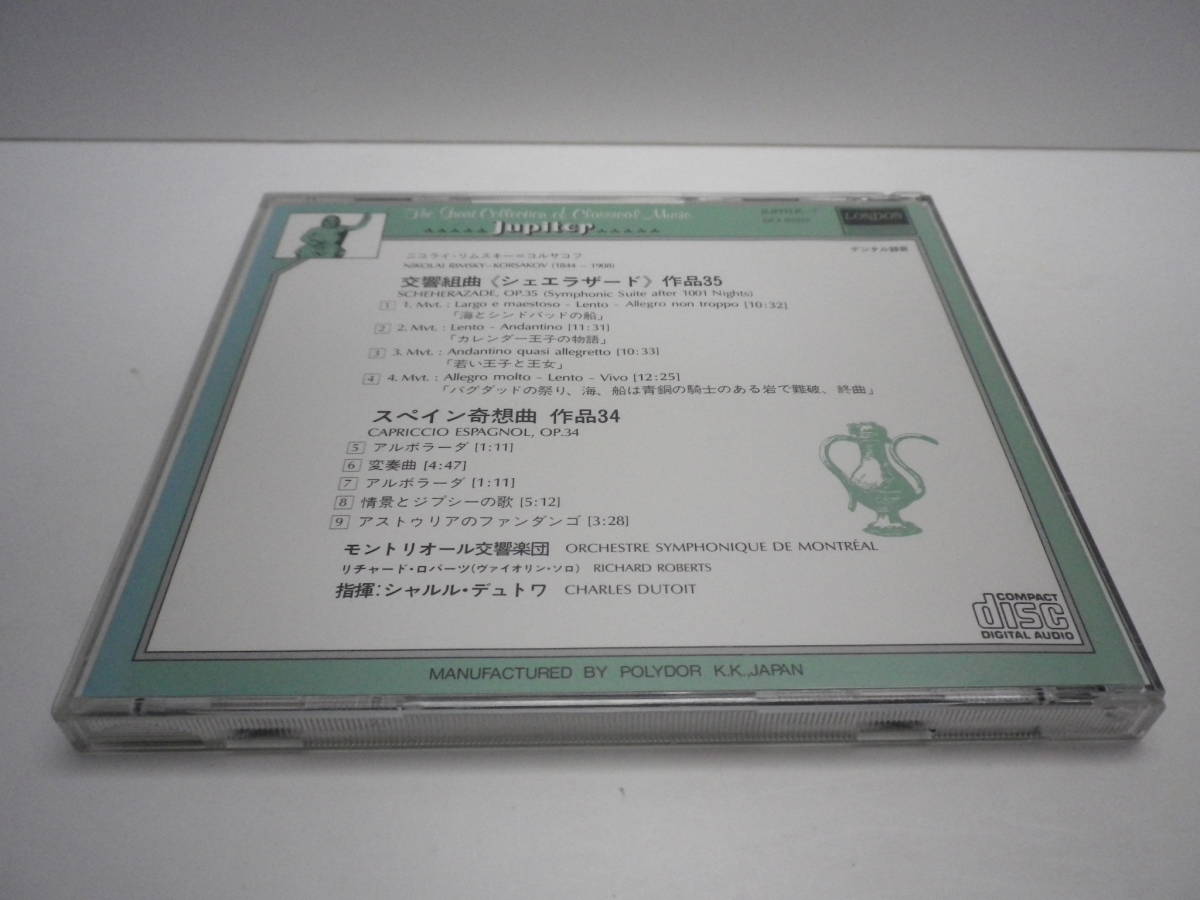 The Great Collection of Classical Music
Jupiter
LONDON
デジタル録音
ニコライ・リムスキー=コルサコフ
NIKOLAI RIMSKY-KORSAKOV (1844 - 1908)
交響組曲《シェエラザード》作品35
SCHEHERAZADE, OP.35 (Symphonic Suite after 1001 Nights)
1 1. Mvt. : Largo e maestoso - Lento - Allegro non troppo [10:32]
「海とシンドバッドの船」
2 2. Mvt. : Lento - Andantino [11:31]
「カレンダー王子の物語」
3 3. Mvt. : Andantino quasi allegretto [10:33]
「若い王子と王女」
4 4. Mvt. : Allegro molto - Lento - Vivo [12:25]
「バグダッドの祭り、海、船は青銅の騎士のある岩で難破、終曲」
スペイン奇想曲 作品34
CAPRICCIO ESPAGNOL, OP.34
5 アルボラーダ [1:11]
6 変奏曲 [4:47]
7 アルボラーダ [1:11]
8 情景とジプシーの歌 [5:12]
9 アストゥリアのファンダンゴ [3:28]
モントリオール交響楽団 ORCHESTRE SYMPHONIQUE DE MONTRÉAL
リチャード・ロバーツ(ヴァイオリン・ソロ) RICHARD ROBERTS
指揮:シャルル・デュトワ CHARLES DUTOIT
COMPACT
disc
DIGITAL AUDIO
MANUFACTURED BY POLYDOR K.K., JAPAN